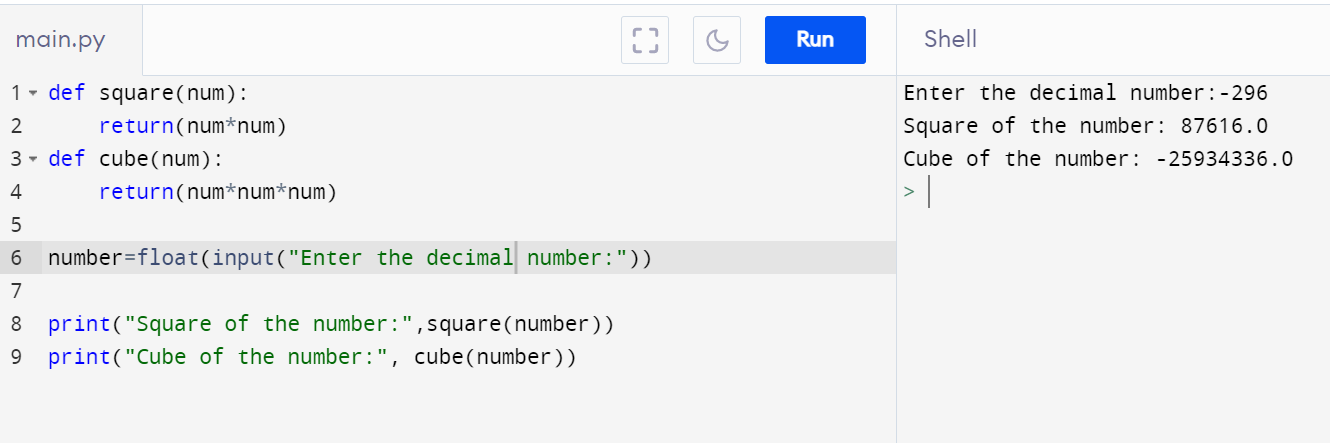 main.py
Run
Shell
1 def square(num):
2     return(num*num)
3 def cube(num):
4     return(num*num*num)
5
6 number=float(input("Enter the decimal number:"))
7
8 print("Square of the number:",square(number))
9 print("Cube of the number:", cube(number))
Enter the decimal number:-296
Square of the number: 87616.0
Cube of the number: -25934336.0
>